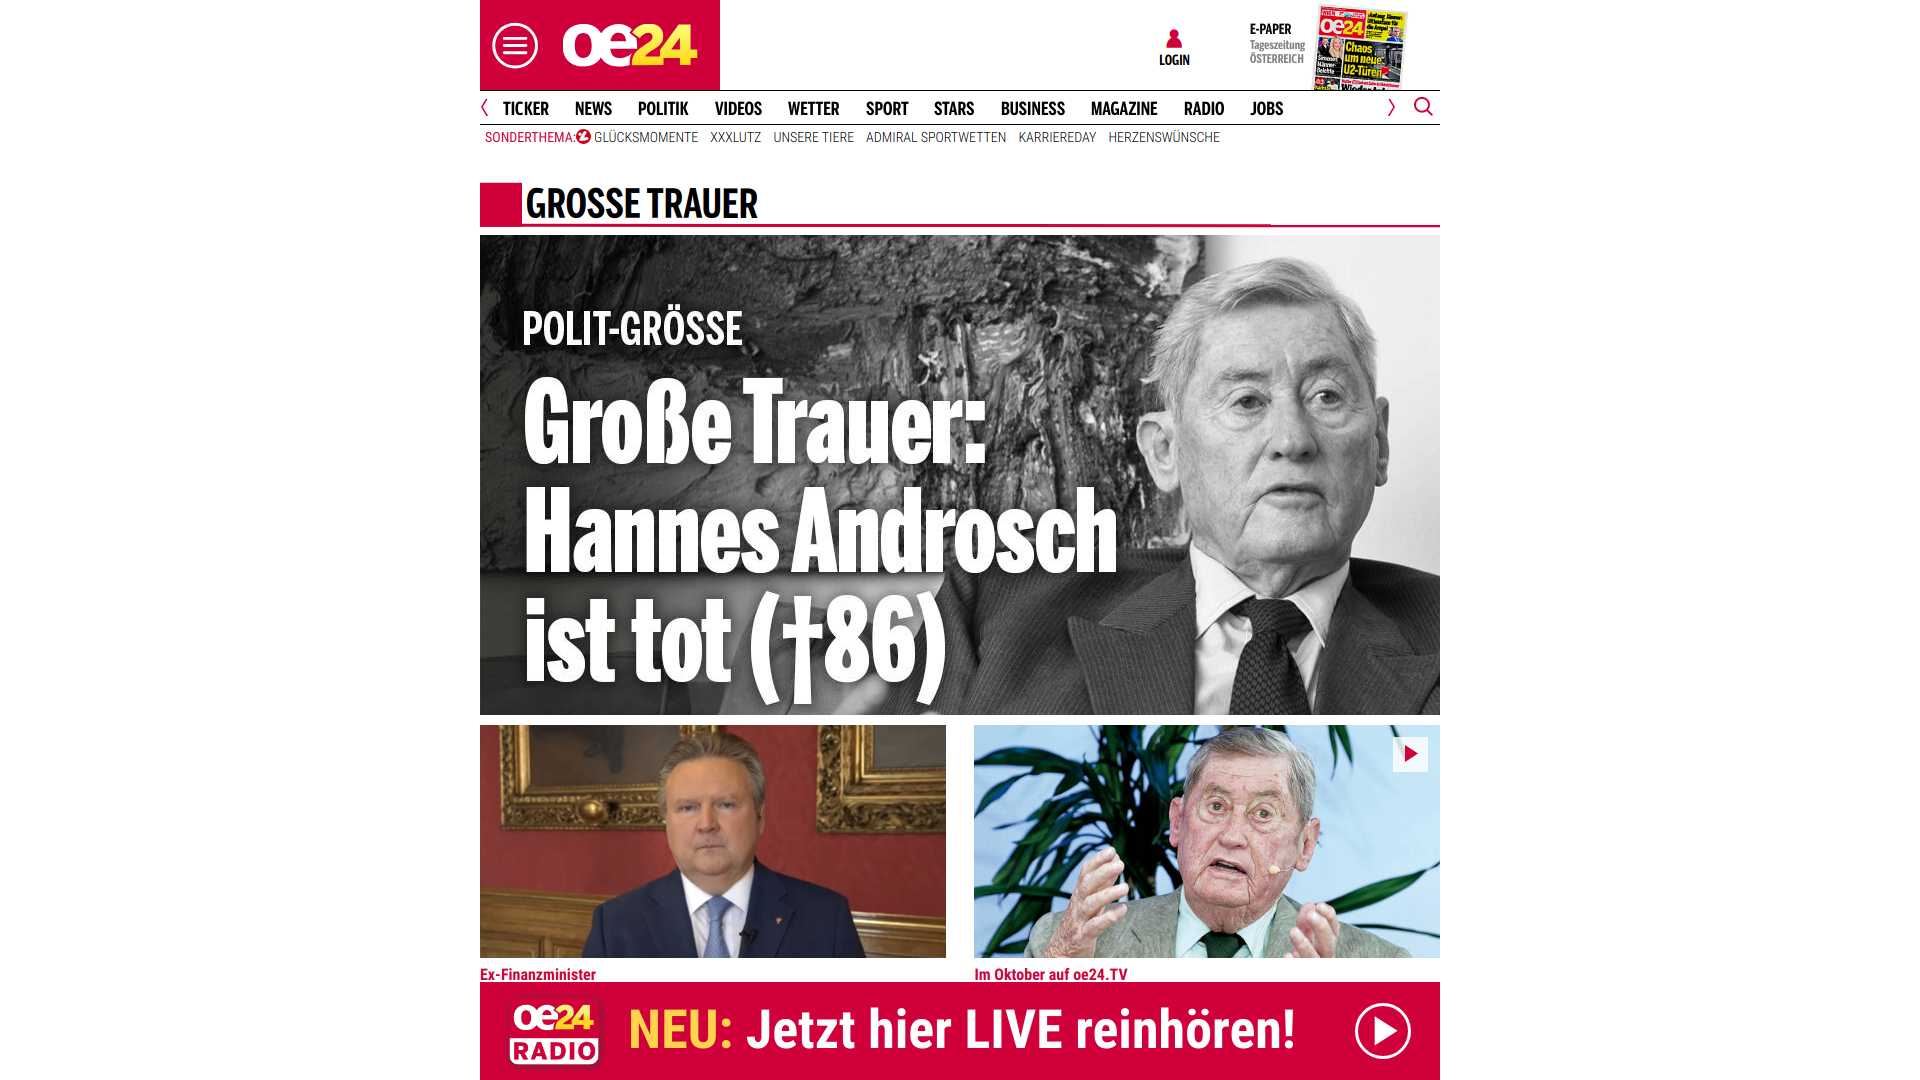 oe24
LOGIN
E-PAPER
Tageszeitung
ÖSTERREICH
oe24
Chaos
um neue
U2-Türen
TICKER NEWS POLITIK VIDEOS WETTER SPORT STARS BUSINESS MAGAZINE RADIO JOBS
SONDERTHEMA: GLÜCKSMOMENTE XXXLUTZ UNSERE TIERE ADMIRAL SPORTWETTEN KARRIEREDAY HERZENSWÜNSCHE
GROSSE TRAUER
POLIT-GRÖSSE
Große Trauer:
Hannes Androsch
ist tot (†86)
Ex-Finanzminister
Im Oktober auf oe24.TV
oe24
RADIO
NEU: Jetzt hier LIVE reinhören!